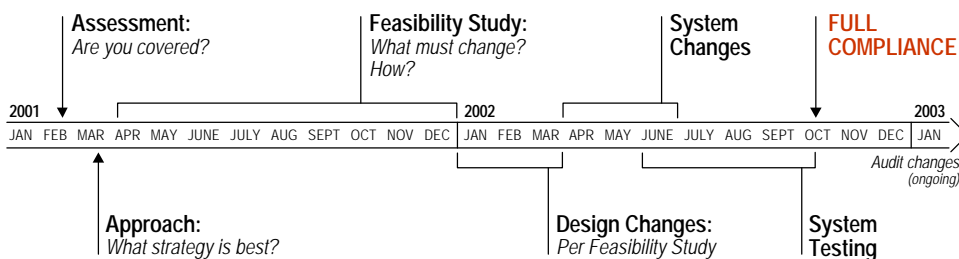 Assessment:
Are you covered?
Feasibility Study:
What must change?
How?
System
Changes
FULL
COMPLIANCE
2001 2002 2003
JAN FEB MAR APR MAY JUNE JULY AUG SEPT OCT NOV DEC JAN FEB MAR APR MAY JUNE JULY AUG SEPT OCT NOV DEC JAN
Audit changes
(ongoing)
Approach:
What strategy is best?
Design Changes:
Per Feasibility Study
System
Testing